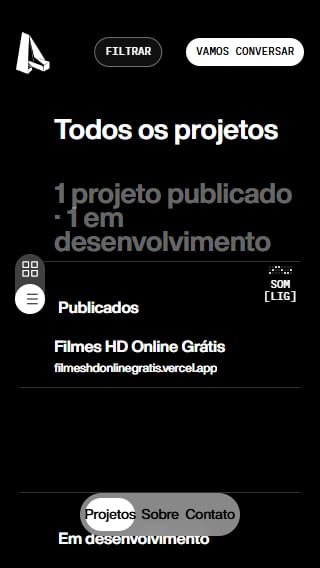 FILTRAR
VAMOS CONVERSAR
Todos os projetos
1 projeto publicado
· 1 em
desenvolvimento
SOM
[LIG]
Publicados
Filmes HD Online Grátis
filmeshdonlinegratis.vercel.app
Projetos Sobre Contato
Em desenvolvimento